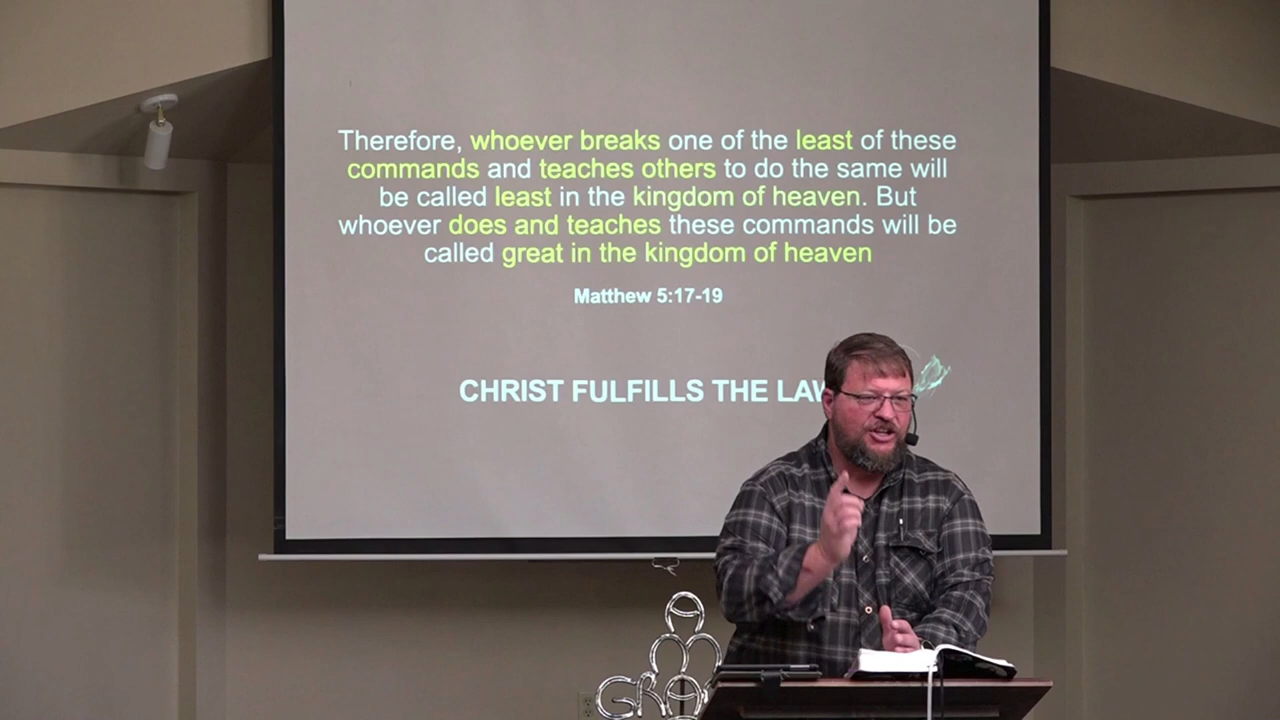 Therefore, whoever breaks one of the least of these
commands and teaches others to do the same will
be called least in the kingdom of heaven. But
whoever does and teaches these commands will be
called great in the kingdom of heaven
Matthew 5:17-19
CHRIST FULFILLS THE LAW